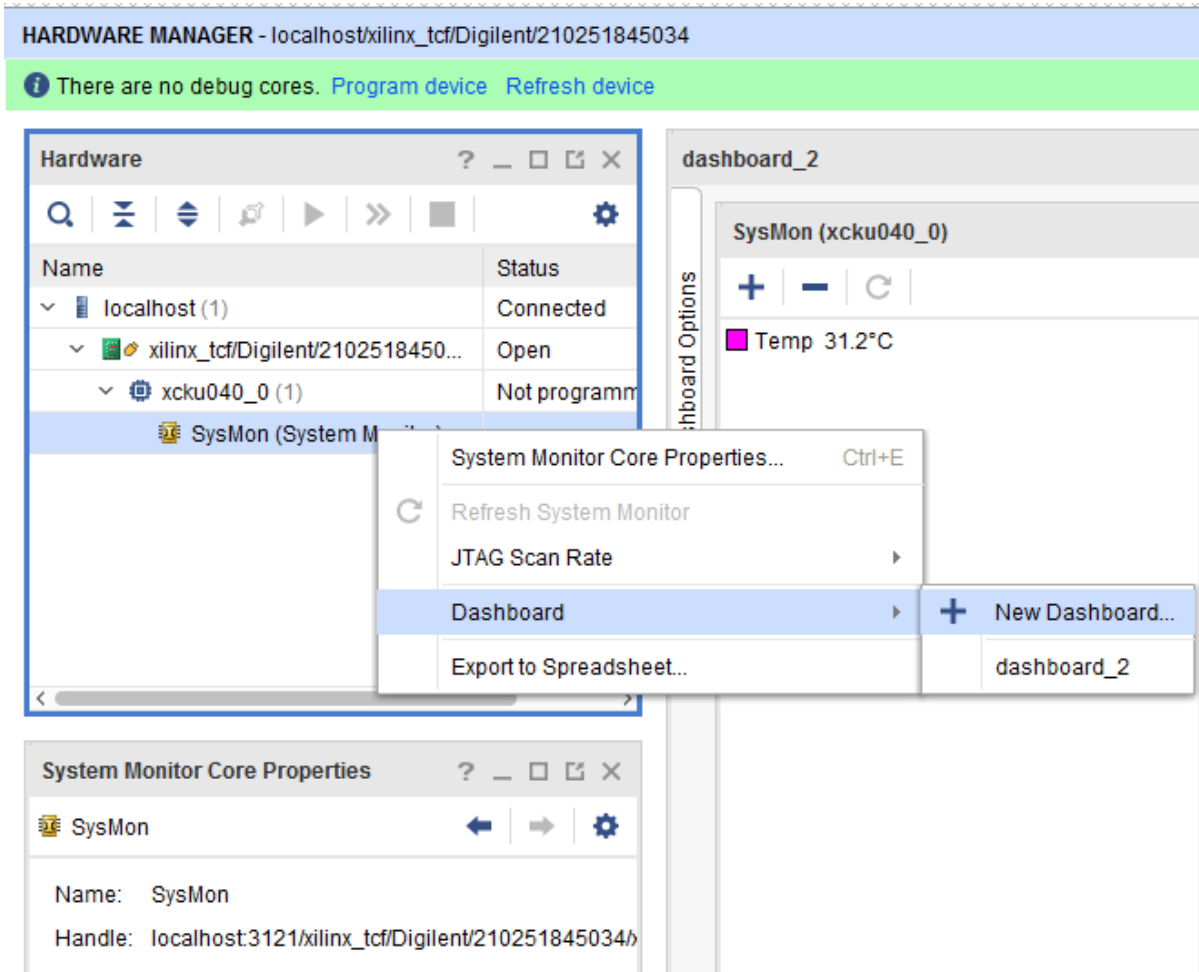 HARDWARE MANAGER - localhost/xilinx_tcf/Digilent/210251845034
There are no debug cores. Program device Refresh device
Hardware
Name Status
localhost (1) Connected
xilinx_tcf/Digilent/2102518450... Open
xcku040_0 (1) Not programm
SysMon (System M
System Monitor Core Properties... Ctrl+E
Refresh System Monitor
JTAG Scan Rate
Dashboard
Export to Spreadsheet...
New Dashboard...
dashboard_2
System Monitor Core Properties
SysMon
Name: SysMon
Handle: localhost:3121/xilinx_tcf/Digilent/210251845034/
dashboard_2
hboard Options
SysMon (xcku040_0)
Temp 31.2°C